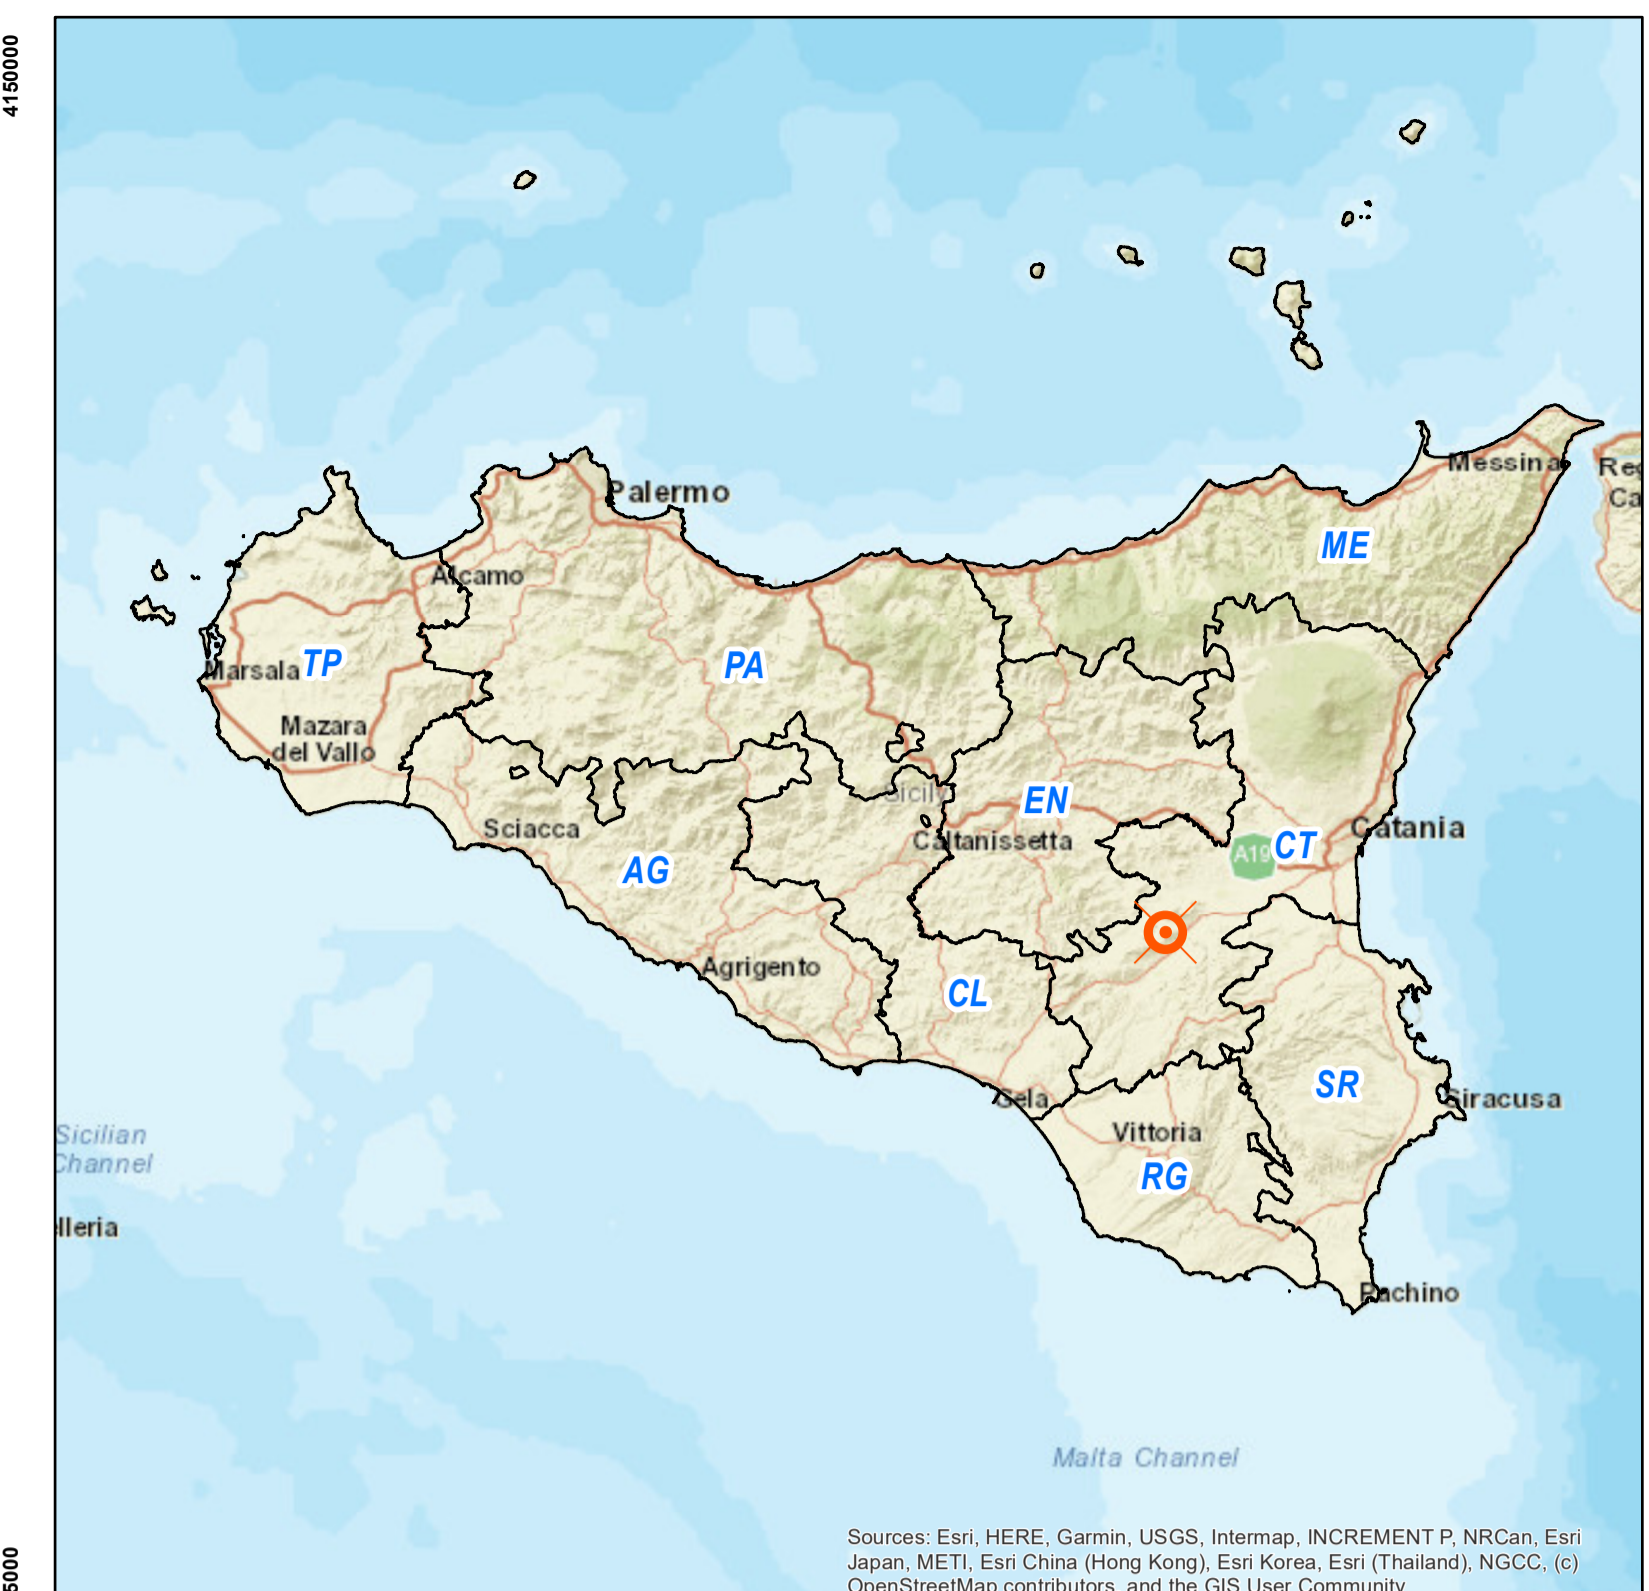 4150000
Messina
Reg
Ca
Palermo
ME
Alcamo
TP
PA
Marsala
Mazara
del Vallo
Sicily
EN
Sciacca
Caltanissetta
A19
CT
Catania
AG
Agrigento
CL
SR
Gela
Siracusa
Vittoria
Sicilian
Channel
RG
lleria
Pachino
Malta Channel
Sources: Esri, HERE, Garmin, USGS, Intermap, INCREMENT P, NRCan, Esri
Japan, METI, Esri China (Hong Kong), Esri Korea, Esri (Thailand), NGCC, (c)
OpenStreetMap contributors, and the GIS User Community
5000